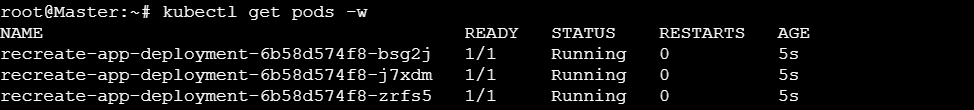 root@Master:~# kubectl get pods -w
NAME READY STATUS RESTARTS AGE
recreate-app-deployment-6b58d574f8-bsg2j 1/1 Running 0 5s
recreate-app-deployment-6b58d574f8-j7xdm 1/1 Running 0 5s
recreate-app-deployment-6b58d574f8-zrfs5 1/1 Running 0 5s